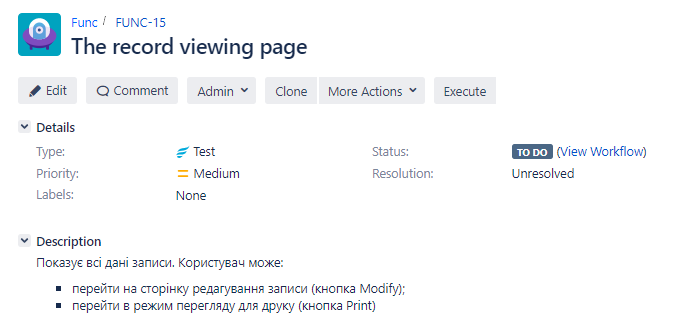 Func / FUNC-15
The record viewing page
Edit Comment Admin Clone More Actions Execute
Details
Type: Test Status: TO DO (View Workflow)
Priority: Medium Resolution: Unresolved
Labels: None
Description
Показує всі дані записи. Користувач може:
перейти на сторінку редагування записи (кнопка Modify);
перейти в режим перегляду для друку (кнопка Print)